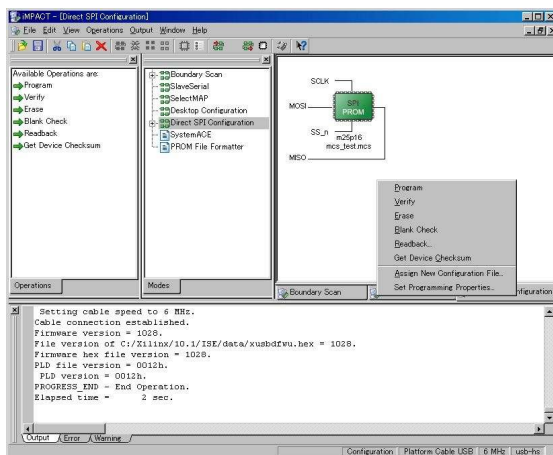 iMPACT - [Direct SPI Configuration]
File Edit View Operations Output Window Help
Available Operations are:
Program
Verify
Erase
Blank Check
Readback
Get Device Checksum
Operations
Boundary Scan
SlaveSerial
SelectMAP
Desktop Configuration
Direct SPI Configuration
SystemACE
PROM File Formatter
Modes
SCLK
MOSI
SPI
PROM
SS_n
m25p16
mcs_test.mcs
MISO
Program
Verify
Erase
Blank Check
Readback...
Get Device Checksum
Assign New Configuration File...
Set Programming Properties...
Boundary Scan
nfiguration
Setting cable speed to 6 MHz.
Cable connection established.
Firmware version = 1028.
File version of C:/Xilinx/10.1/ISE/data/xusbdfwu.hex = 1028.
Firmware hex file version = 1028.
PLD file version = 0012h.
PLD version = 0012h.
PROGRESS_END - End Operation.
Elapsed time = 2 sec.
Output Error Warning
Configuration Platform Cable USB 6 MHz usb-hs